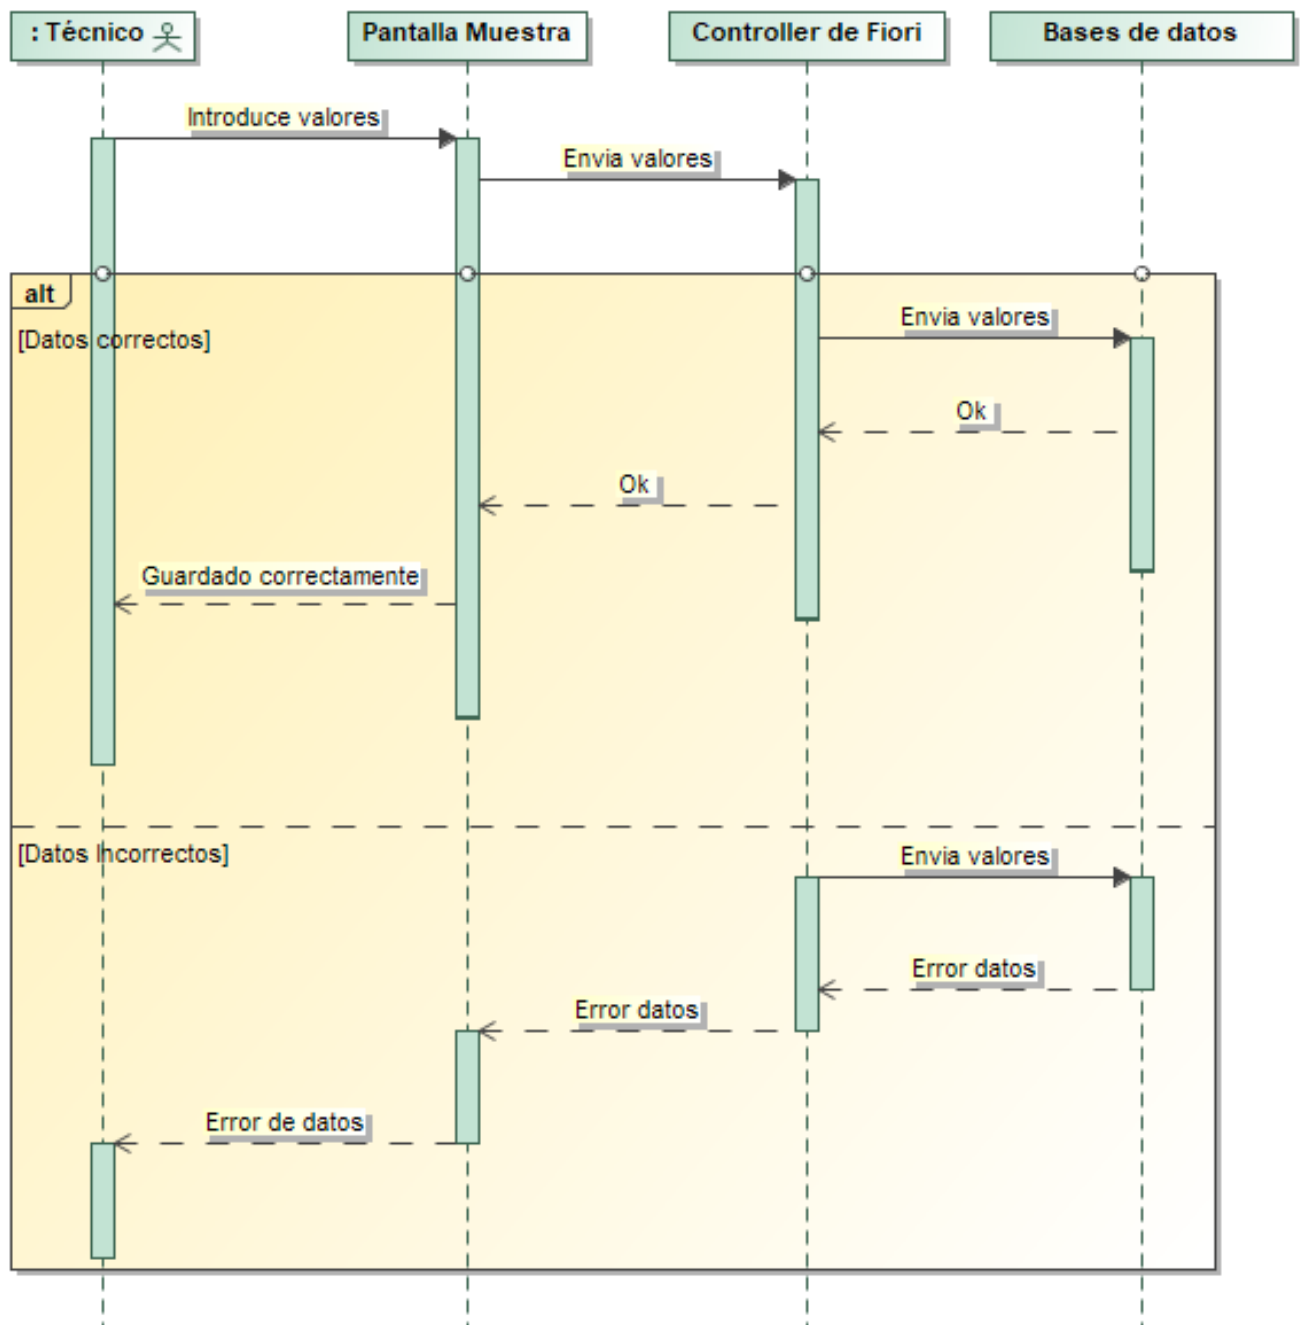 : Técnico
Pantalla Muestra
Controller de Fiori
Bases de datos
Introduce valores
Envia valores
alt
[Datos correctos]
Envia valores
Ok
Ok
Guardado correctamente
[Datos Incorrectos]
Envia valores
Error datos
Error datos
Error de datos